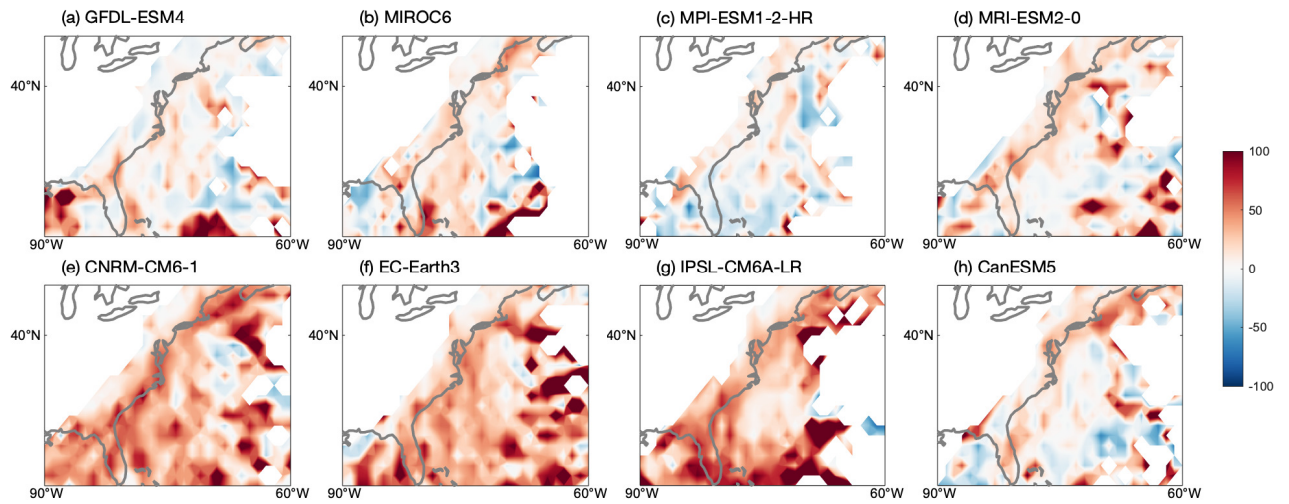 (a) GFDL-ESM4 (b) MIROC6 (c) MPI-ESM1-2-HR (d) MRI-ESM2-0
40°N 40°N 40°N 40°N
100
50
0
-50
-100
90°W 60°W 90°W 60°W 90°W 60°W 90°W 60°W
(e) CNRM-CM6-1 (f) EC-Earth3 (g) IPSL-CM6A-LR (h) CanESM5
40°N 40°N 40°N 40°N
90°W 60°W 90°W 60°W 90°W 60°W 90°W 60°W